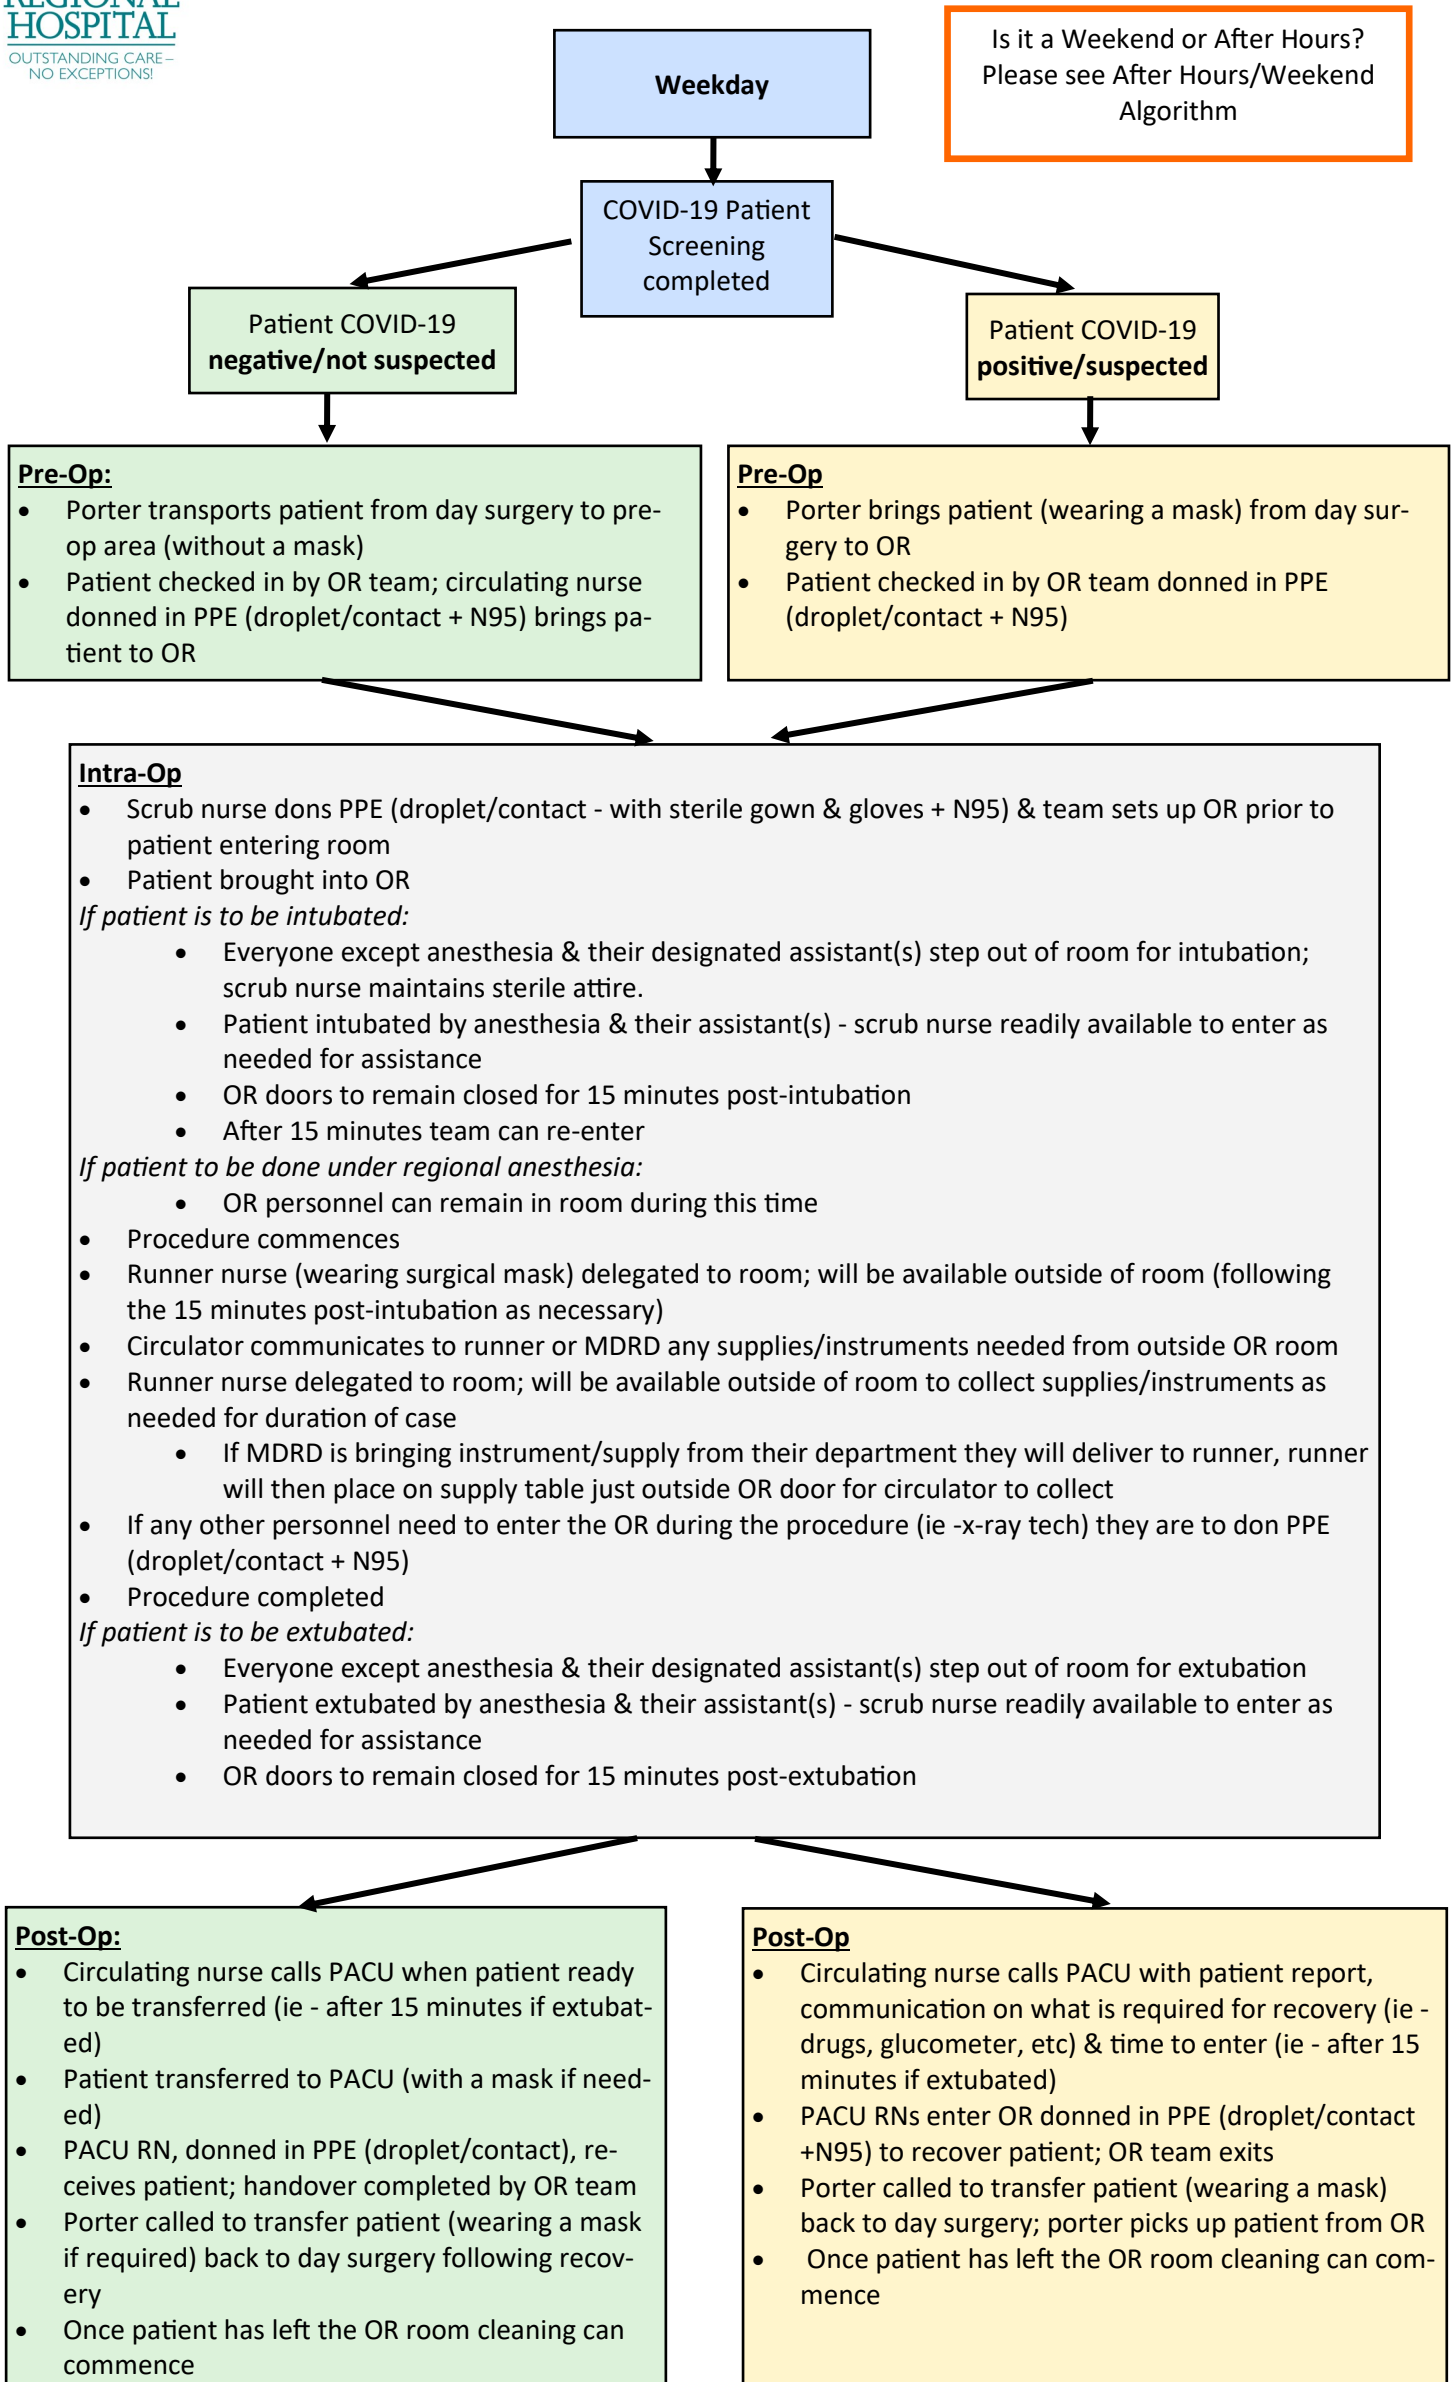 REGIONAL
HOSPITAL
OUTSTANDING CARE–
NO EXCEPTIONS!
Weekday
Is it a Weekend or After Hours?
Please see After Hours/Weekend
Algorithm
COVID-19 Patient
Screening
completed
Patient COVID-19
negative/not suspected
Patient COVID-19
positive/suspected
Pre-Op:
• Porter transports patient from day surgery to pre-
op area (without a mask)
• Patient checked in by OR team; circulating nurse
donned in PPE (droplet/contact + N95) brings pa-
tient to OR
Pre-Op
• Porter brings patient (wearing a mask) from day sur-
gery to OR
• Patient checked in by OR team donned in PPE
(droplet/contact + N95)
Intra-Op
• Scrub nurse dons PPE (droplet/contact - with sterile gown & gloves + N95) & team sets up OR prior to
patient entering room
• Patient brought into OR
If patient is to be intubated:
• Everyone except anesthesia & their designated assistant(s) step out of room for intubation;
scrub nurse maintains sterile attire.
• Patient intubated by anesthesia & their assistant(s) - scrub nurse readily available to enter as
needed for assistance
• OR doors to remain closed for 15 minutes post-intubation
• After 15 minutes team can re-enter
If patient to be done under regional anesthesia:
• OR personnel can remain in room during this time
• Procedure commences
• Runner nurse (wearing surgical mask) delegated to room; will be available outside of room (following
the 15 minutes post-intubation as necessary)
• Circulator communicates to runner or MDRD any supplies/instruments needed from outside OR room
• Runner nurse delegated to room; will be available outside of room to collect supplies/instruments as
needed for duration of case
• If MDRD is bringing instrument/supply from their department they will deliver to runner, runner
will then place on supply table just outside OR door for circulator to collect
• If any other personnel need to enter the OR during the procedure (ie -x-ray tech) they are to don PPE
(droplet/contact + N95)
• Procedure completed
If patient is to be extubated:
• Everyone except anesthesia & their designated assistant(s) step out of room for extubation
• Patient extubated by anesthesia & their assistant(s) - scrub nurse readily available to enter as
needed for assistance
• OR doors to remain closed for 15 minutes post-extubation
Post-Op:
• Circulating nurse calls PACU when patient ready
to be transferred (ie - after 15 minutes if extubat-
ed)
• Patient transferred to PACU (with a mask if need-
ed)
• PACU RN, donned in PPE (droplet/contact), re-
ceives patient; handover completed by OR team
• Porter called to transfer patient (wearing a mask
if required) back to day surgery following recov-
ery
• Once patient has left the OR room cleaning can
commence
Post-Op
• Circulating nurse calls PACU with patient report,
communication on what is required for recovery (ie -
drugs, glucometer, etc) & time to enter (ie - after 15
minutes if extubated)
• PACU RNs enter OR donned in PPE (droplet/contact
+N95) to recover patient; OR team exits
• Porter called to transfer patient (wearing a mask)
back to day surgery; porter picks up patient from OR
• Once patient has left the OR room cleaning can com-
mence